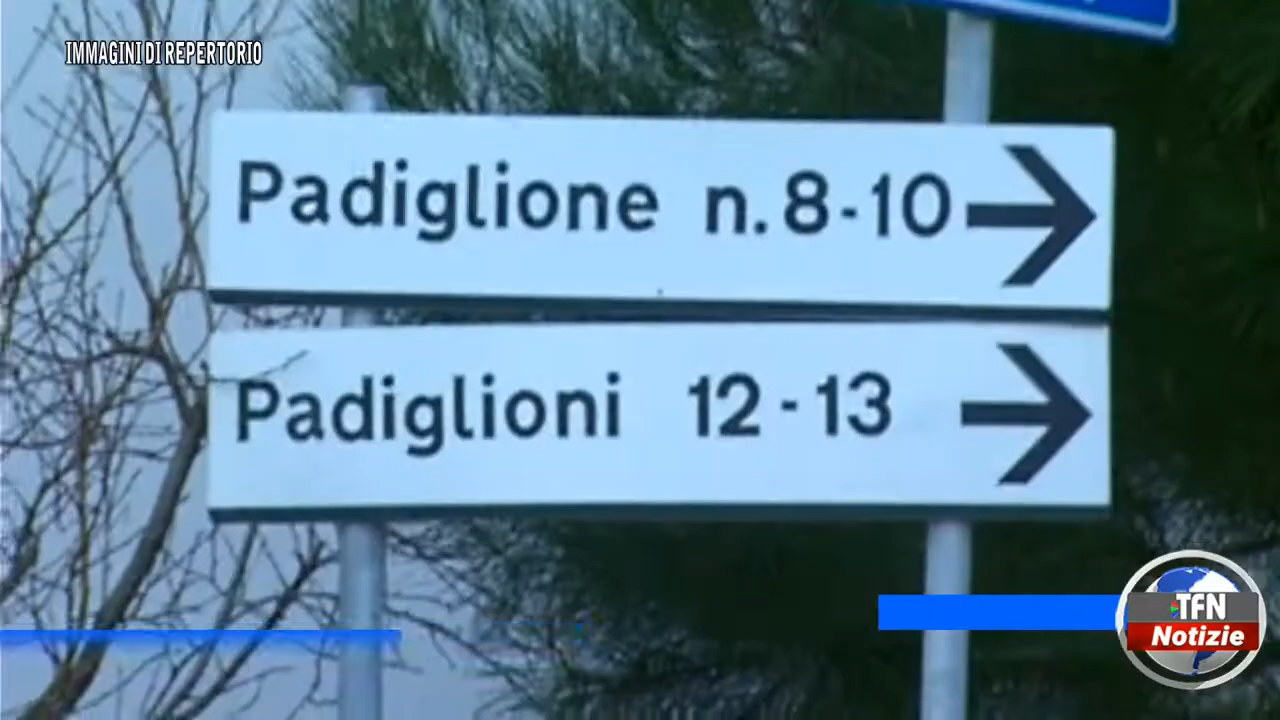 IMMAGINI DI REPERTORIO
Padiglione n. 8-10
Padiglioni 12-13
TFN
Notizie